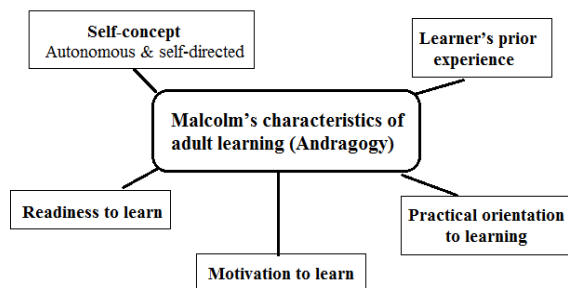 Self-concept
Autonomous & self-directed
Learner's prior
experience
Malcolm's characteristics of
adult learning (Andragogy)
Readiness to learn
Practical orientation
to learning
Motivation to learn